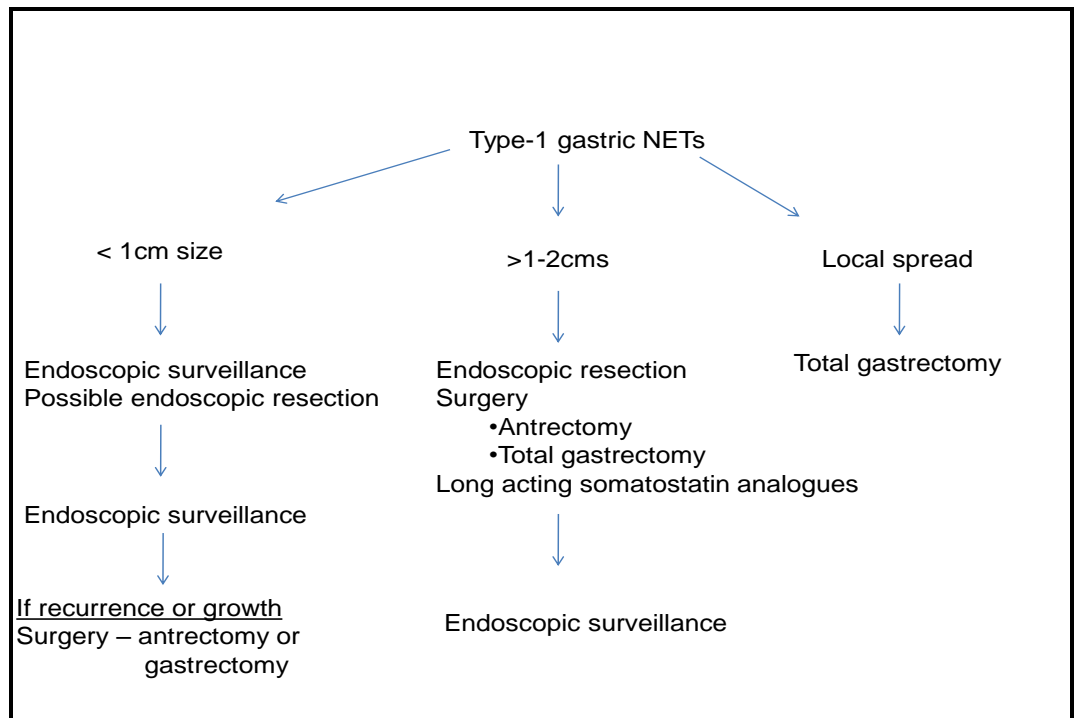 Type-1 gastric NETs
< 1cm size
>1-2cms
Local spread
Endoscopic surveillance
Possible endoscopic resection
Endoscopic resection
Surgery
•Antrectomy
•Total gastrectomy
Long acting somatostatin analogues
Total gastrectomy
Endoscopic surveillance
If recurrence or growth
Surgery – antrectomy or
gastrectomy
Endoscopic surveillance